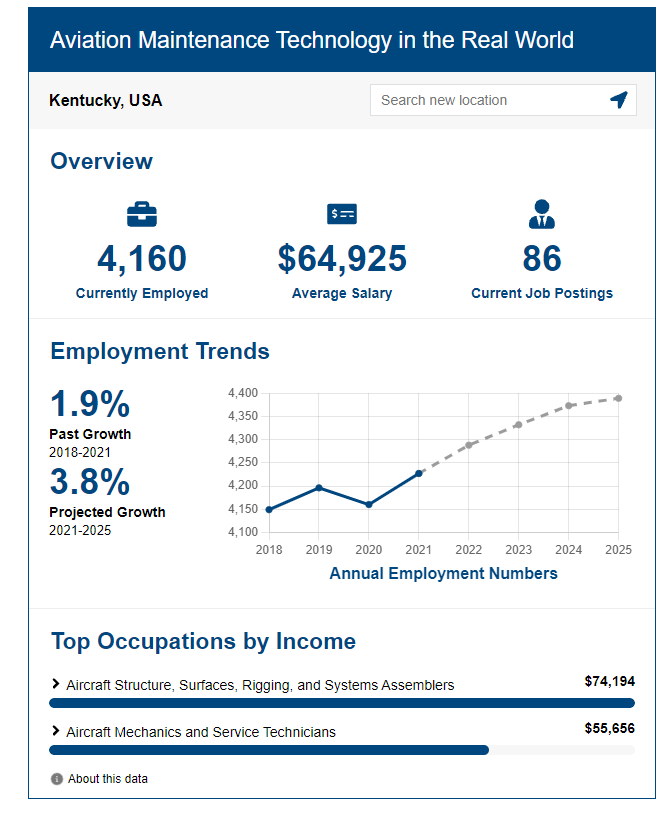 Aviation Maintenance Technology in the Real World
Kentucky, USA
Search new location
Overview
4,160
Currently Employed
$64,925
Average Salary
86
Current Job Postings
Employment Trends
1.9%
Past Growth
2018-2021
3.8%
Projected Growth
2021-2025
4,400
4,350
4,300
4,250
4,200
4,150
4,100
2018 2019 2020 2021 2022 2023 2024 2025
Annual Employment Numbers
Top Occupations by Income
Aircraft Structure, Surfaces, Rigging, and Systems Assemblers $74,194
Aircraft Mechanics and Service Technicians $55,656
About this data